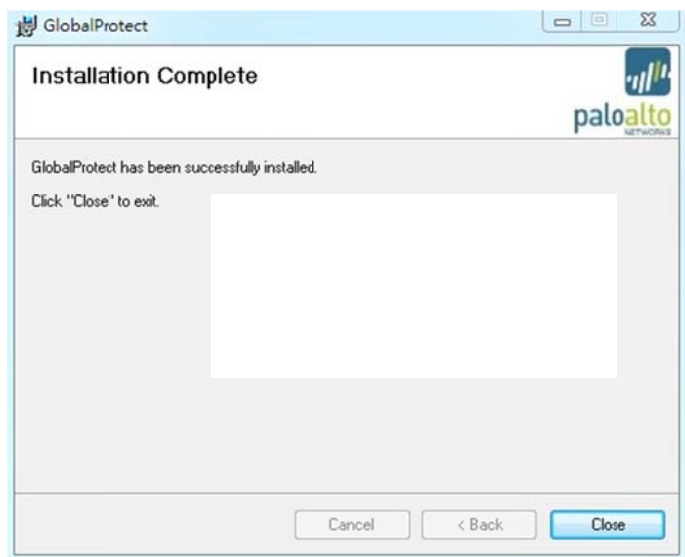 GlobalProtect
Installation Complete
paloalto
NETWORKS
GlobalProtect has been successfully installed.
Click "Close" to exit.
Cancel
< Back
Close